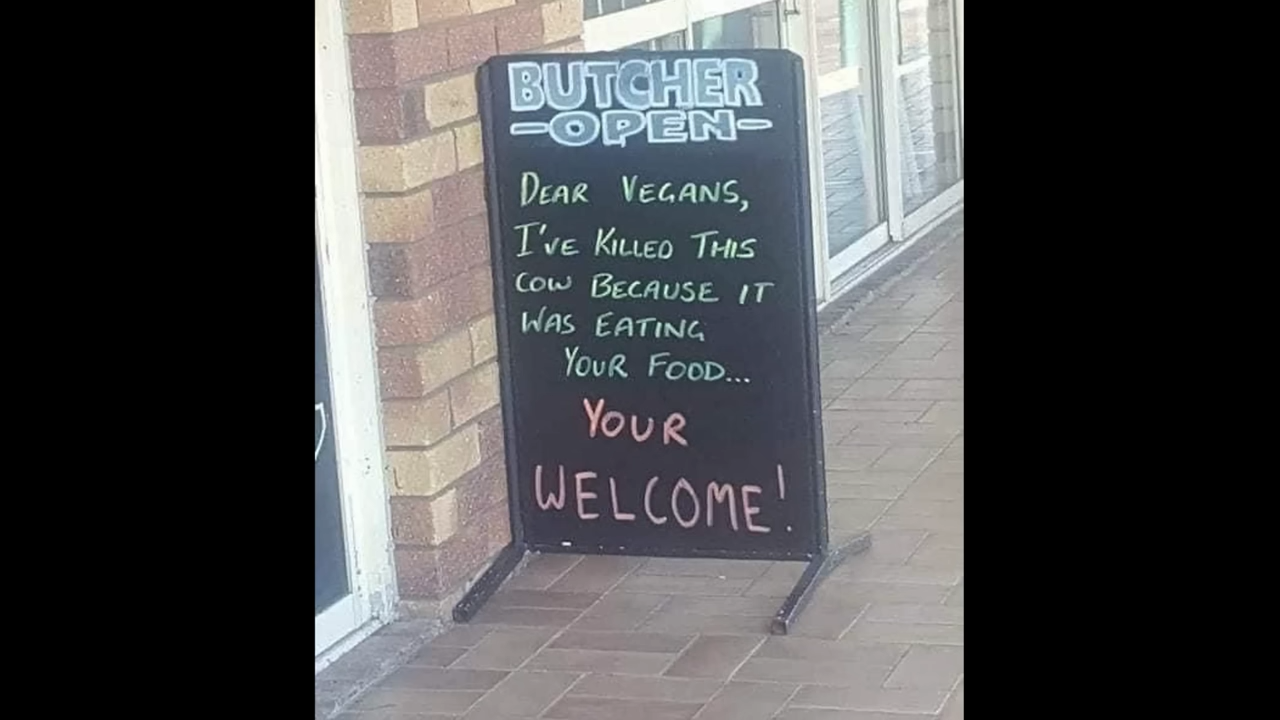 BUTCHER
-OPEN-
DEAR VEGANS,
I'VE KILLED THIS
COW BECAUSE IT
WAS EATING
YOUR FOOD...
YOUR
WELCOME!